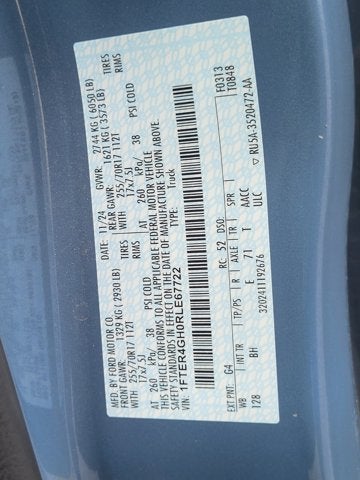 MFD. BY FORD MOTOR CO.
11/24
GVWR: 2744 KG ( 6050 LB)
FRONT GAWR: 1329 KG ( 2930 LB)
REAR GAWR: 1621 KG ( 3573 LB)
WITH 255/70R17 112T TIRES
WITH 255/70R17 112T TIRES
17x7.5J RIMS
17x7.5J RIMS
AT 260 kPa/ 38 PSI COLD
AT 260 kPa/ 38 PSI COLD
THIS VEHICLE CONFORMS TO ALL APPLICABLE FEDERAL MOTOR VEHICLE
SAFETY STANDARDS IN EFFECT ON THE DATE OF MANUFACTURE SHOWN ABOVE.
VIN: 1FTER4GH0RLE67722
TYPE: Truck
F0313
T0848
EXT PNT: G4 RC: 52 DSO:
WB INT TR TP/PS R AXLE TR SPR
128 BH E 71 T AACC
ULC
3202411192676
▽ RU5A-3520472-AA